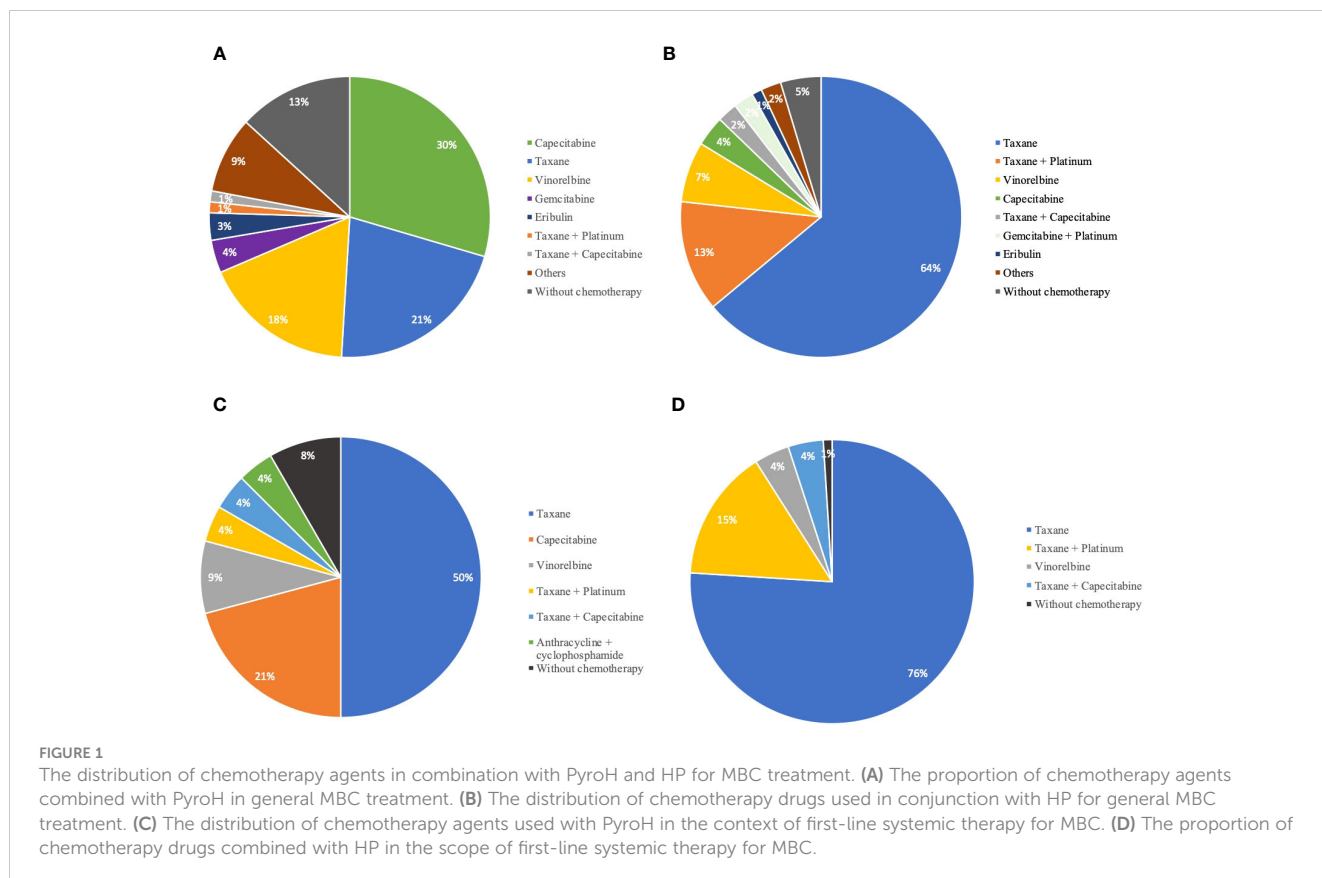 A
13%
30%
9%
1%
1%
3%
4%
18%
21%
Capecitabine
Taxane
Vinorelbine
Gemcitabine
Eribulin
Taxane + Platinum
Taxane + Capecitabine
Others
Without chemotherapy
B
5%
2%
1%
2%
2%
4%
7%
13%
64%
Taxane
Taxane + Platinum
Vinorelbine
Capecitabine
Taxane + Capecitabine
Gemcitabine + Platinum
Eribulin
Others
Without chemotherapy
C
8%
4%
4%
4%
9%
21%
50%
Taxane
Capecitabine
Vinorelbine
Taxane + Platinum
Taxane + Capecitabine
Anthracycline +
cyclophosphamide
Without chemotherapy
D
1%
4%
4%
15%
76%
Taxane
Taxane + Platinum
Vinorelbine
Taxane + Capecitabine
Without chemotherapy
FIGURE 1
The distribution of chemotherapy agents in combination with PyroH and HP for MBC treatment. (A) The proportion of chemotherapy agents
combined with PyroH in general MBC treatment. (B) The distribution of chemotherapy drugs used in conjunction with HP for general MBC
treatment. (C) The distribution of chemotherapy agents used with PyroH in the context of first-line systemic therapy for MBC. (D) The proportion of
chemotherapy drugs combined with HP in the scope of first-line systemic therapy for MBC.